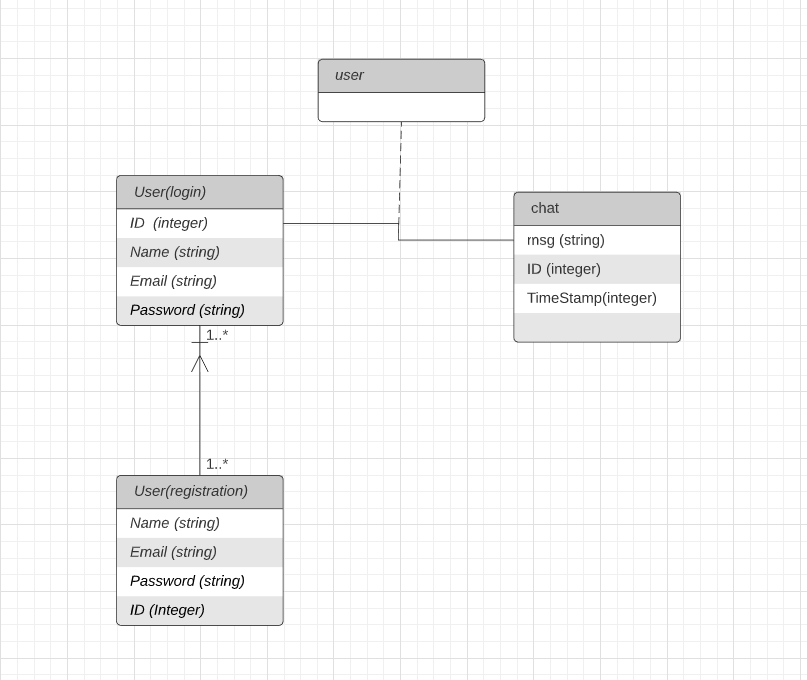 user
User(login)
ID (integer)
Name (string)
Email (string)
Password (string)
1..*
chat
msg (string)
ID (integer)
TimeStamp(integer)
1..*
User(registration)
Name (string)
Email (string)
Password (string)
ID (Integer)